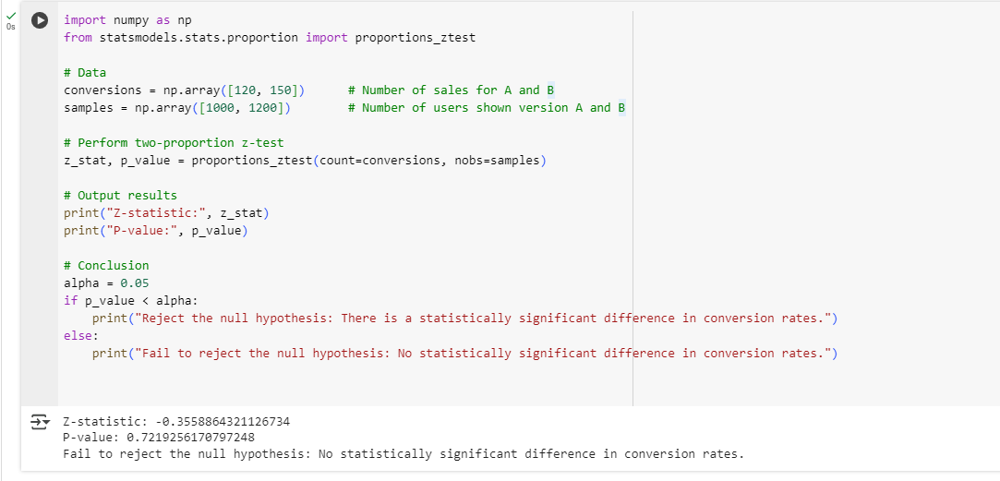 0s
import numpy as np
from statsmodels.stats.proportion import proportions_ztest
# Data
conversions = np.array([120, 150])      # Number of sales for A and B
samples = np.array([1000, 1200])        # Number of users shown version A and B
# Perform two-proportion z-test
z_stat, p_value = proportions_ztest(count=conversions, nobs=samples)
# Output results
print("Z-statistic:", z_stat)
print("P-value:", p_value)
# Conclusion
alpha = 0.05
if p_value < alpha:
    print("Reject the null hypothesis: There is a statistically significant difference in conversion rates.")
else:
    print("Fail to reject the null hypothesis: No statistically significant difference in conversion rates.")
Z-statistic: -0.3558864321126734
P-value: 0.7219256170797248
Fail to reject the null hypothesis: No statistically significant difference in conversion rates.